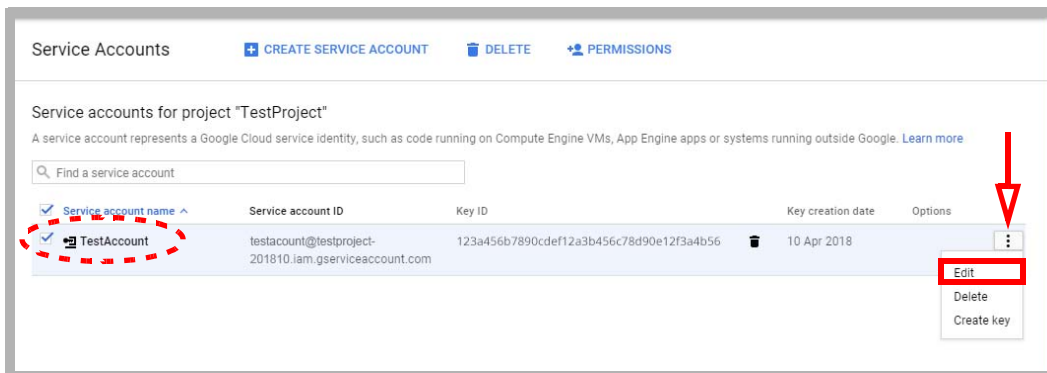 Service Accounts CREATE SERVICE ACCOUNT DELETE PERMISSIONS
Service accounts for project "TestProject"
A service account represents a Google Cloud service identity, such as code running on Compute Engine VMs, App Engine apps or systems running outside Google. Learn more
Find a service account
Service account name Service account ID Key ID Key creation date Options
TestAccount testacount@testproject- 123a456b7890cdef12a3b456c78d90e12f3a4b56 10 Apr 2018
201810.iam.gserviceaccount.com
Edit
Delete
Create key